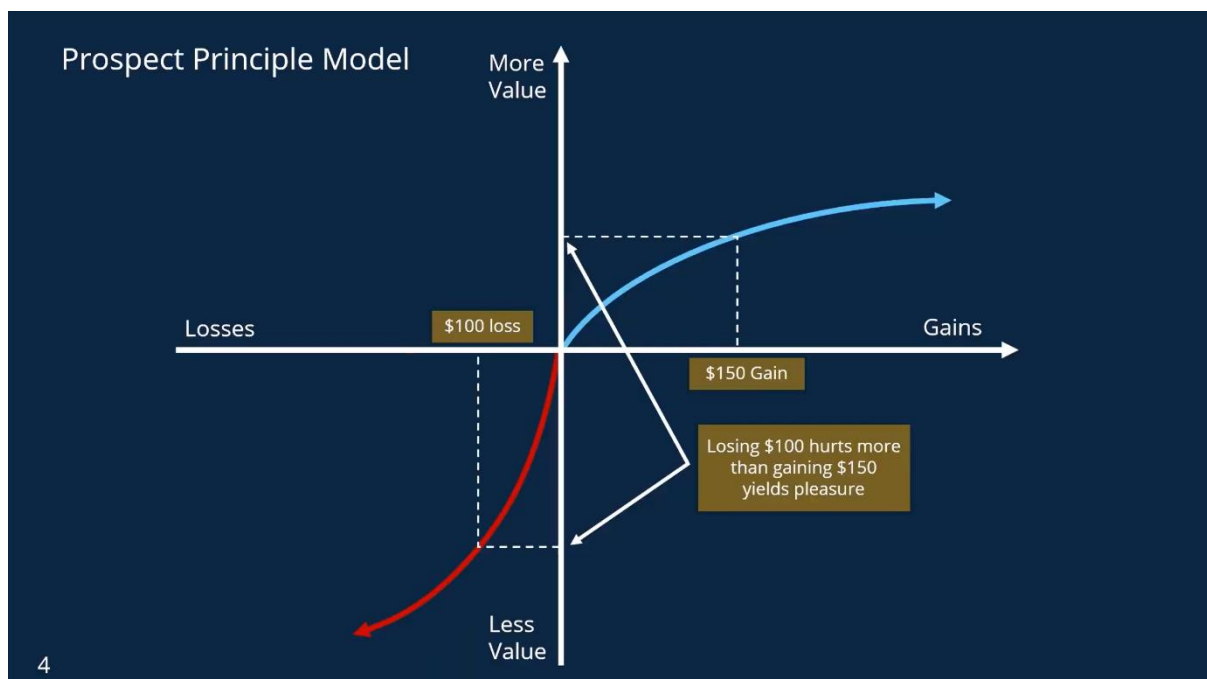 Prospect Principle Model
More
Value
Losses
$100 loss
Gains
$150 Gain
Losing $100 hurts more
than gaining $150
yields pleasure
Less
Value
4